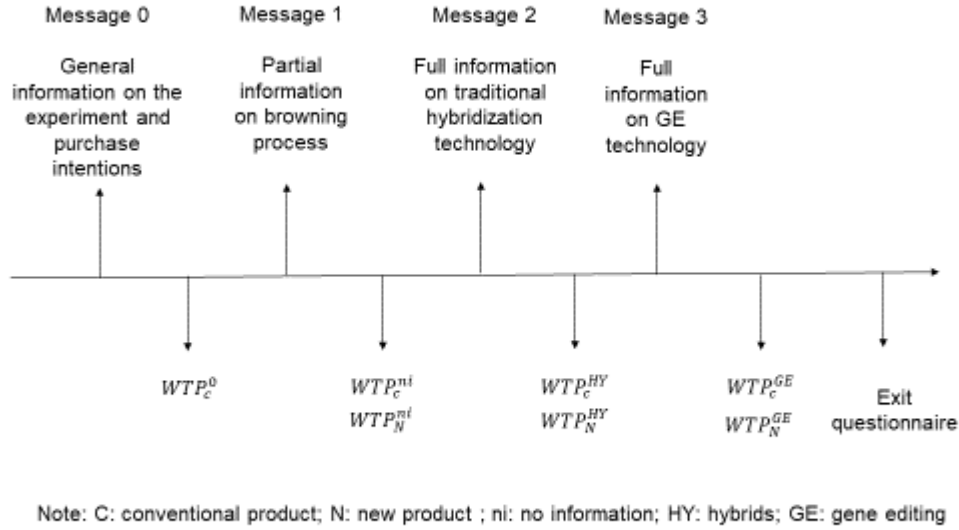 Message 0
Message 1
Message 2
Message 3
General
information on the
experiment and
purchase
intentions
Partial
information
on browning
process
Full information
on traditional
hybridization
technology
Full
information
on GE
technology
WTP_c^0
WTP_c^{ni}
WTP_N^{ni}
WTP_c^{HY}
WTP_N^{HY}
WTP_c^{GE}
WTP_N^{GE}
Exit
questionnaire
Note: C: conventional product; N: new product ; ni: no information; HY: hybrids; GE: gene editing